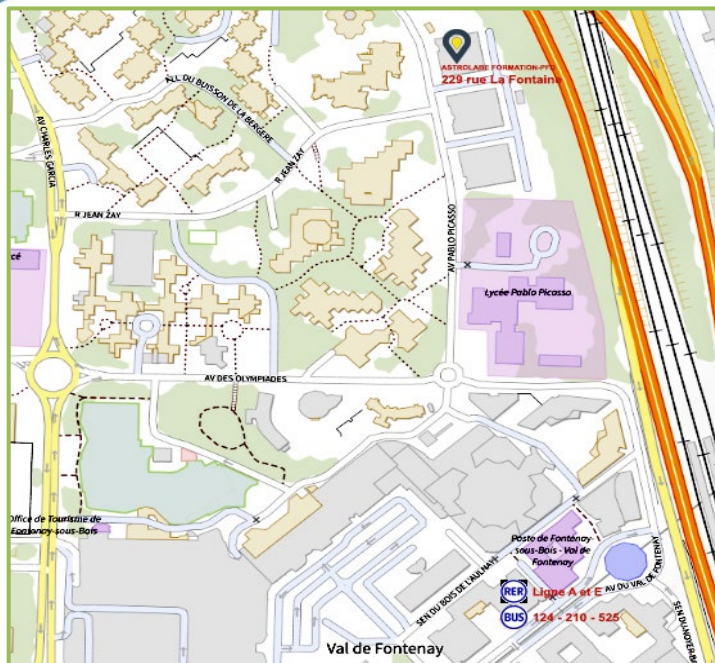 ASTROLABE FORMATION-PFC
229 rue La Fontaine
ALL DU BUISSON DE LA BERGÈRE
AV CHARLES GARCIA
R JEAN ZAY
R JEAN ZAY
AV PABLO PICASSO
cé
Lycée Pablo Picasso
AV DES OLYMPIADES
Office de Tourisme de
Fontenay-sous-Bois
Poste de Fontenay
sous-Bois - Val de
Fontenay
SEN DU BOIS DE L'AULNAY
AV DU VAL DE FONTENAY
RER Ligne A et E
BUS 124 - 210 - 525
Val de Fontenay